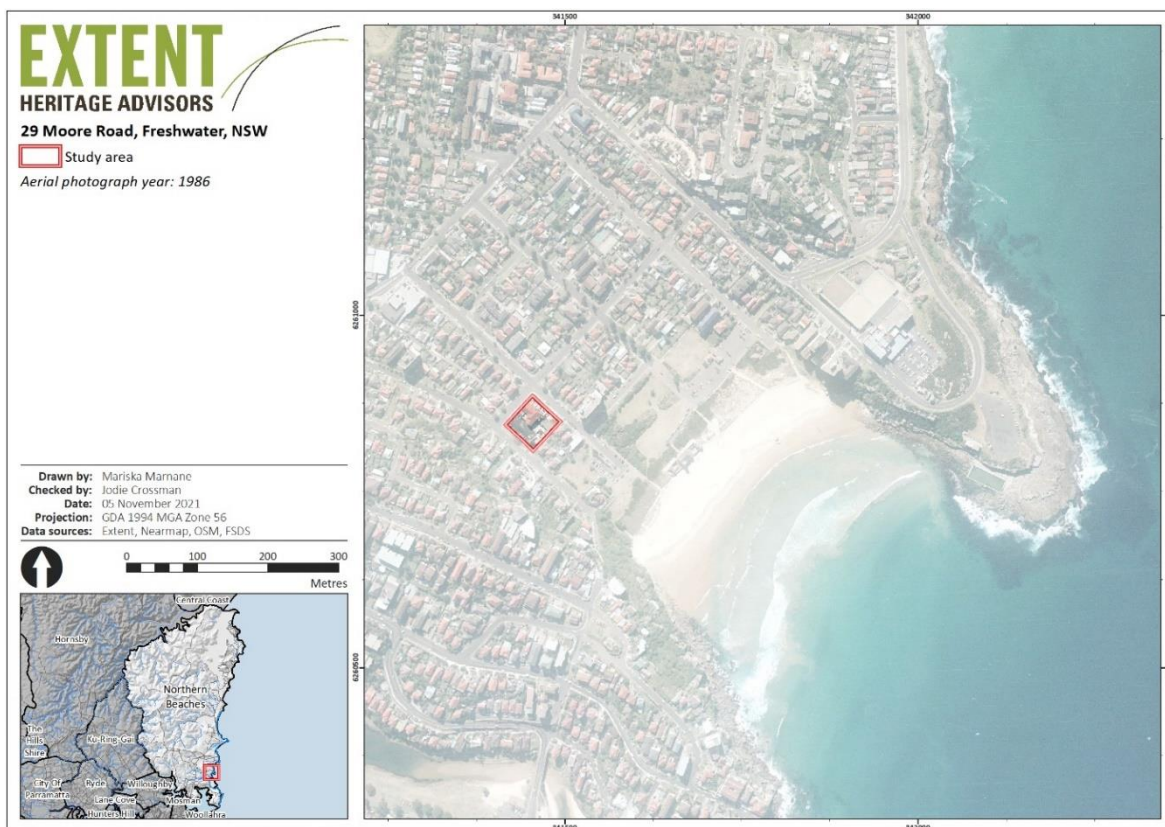 EXTENT
HERITAGE ADVISORS
29 Moore Road, Freshwater, NSW
Study area
Aerial photograph year: 1986
Drawn by: Mariska Marnane
Checked by: Jodie Crossman
Date: 05 November 2021
Projection: GDA 1994 MGA Zone 56
Data sources: Extent, Nearmap, OSM, FSDS
0 100 200 300
Metres
Central Coast
Hornsby
Northern
Beaches
The
Hills
Shire
Ku-Ring-Gai
City Of
Parramatta
Ryde
Willoughby
Lane Cove
Mosman
Hunters Hill
Woollahra
341500
342000
6261000
6260500
341500
342000